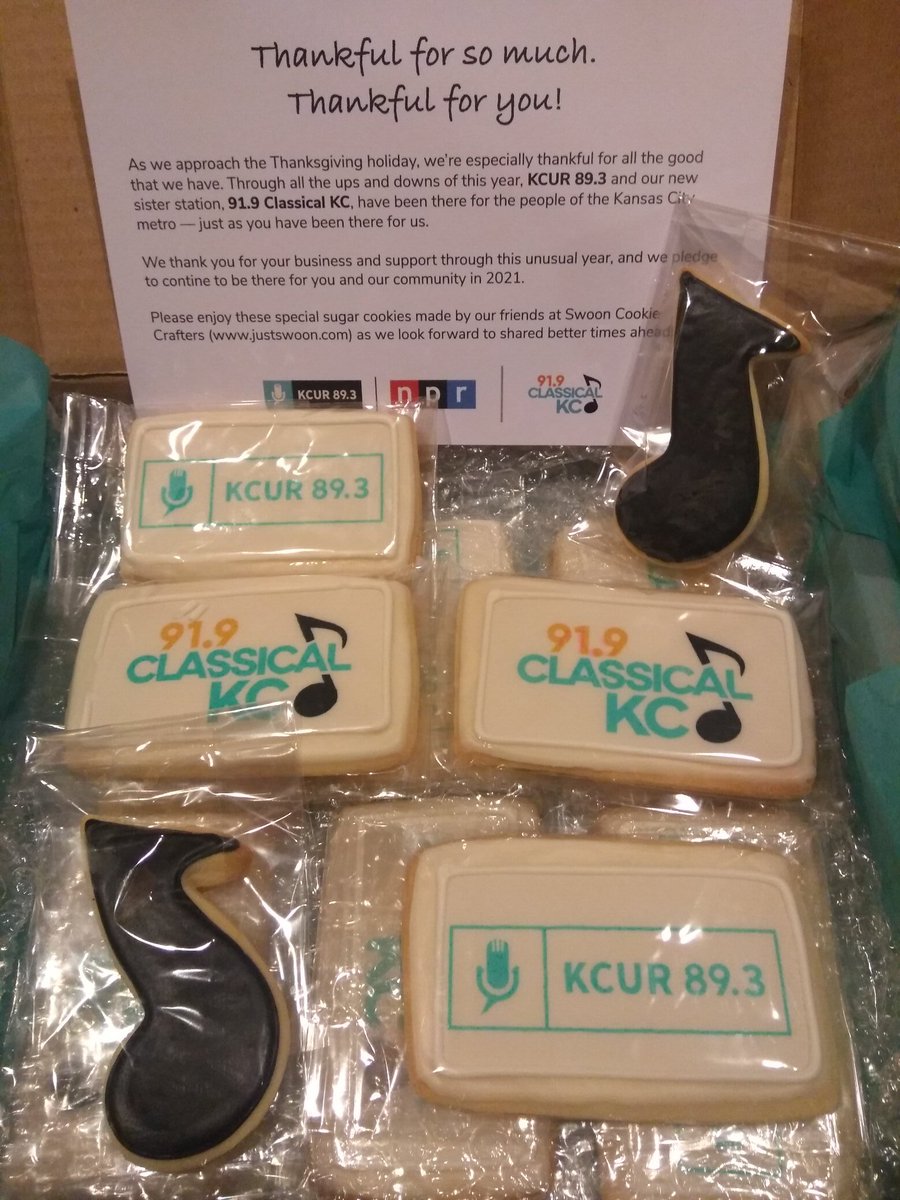 Thankful for so much.
Thankful for you!
As we approach the Thanksgiving holiday, we're especially thankful for all the good
that we have. Through all the ups and downs of this year, KCUR 89.3 and our new
sister station, 91.9 Classical KC, have been there for the people of the Kansas City
metro — just as you have been there for us.
We thank you for your business and support through this unusual year, and we pledge
to contine to be there for you and our community in 2021.
Please enjoy these special sugar cookies made by our friends at Swoon Cookie
Crafters (www.justswoon.com) as we look forward to shared better times ahead
KCUR 89.3
npr
91.9
CLASSICAL
KC
KCUR 89.3
91.9
CLASSICAL
KC
91.9
CLASSICAL
KC
KCUR 89.3